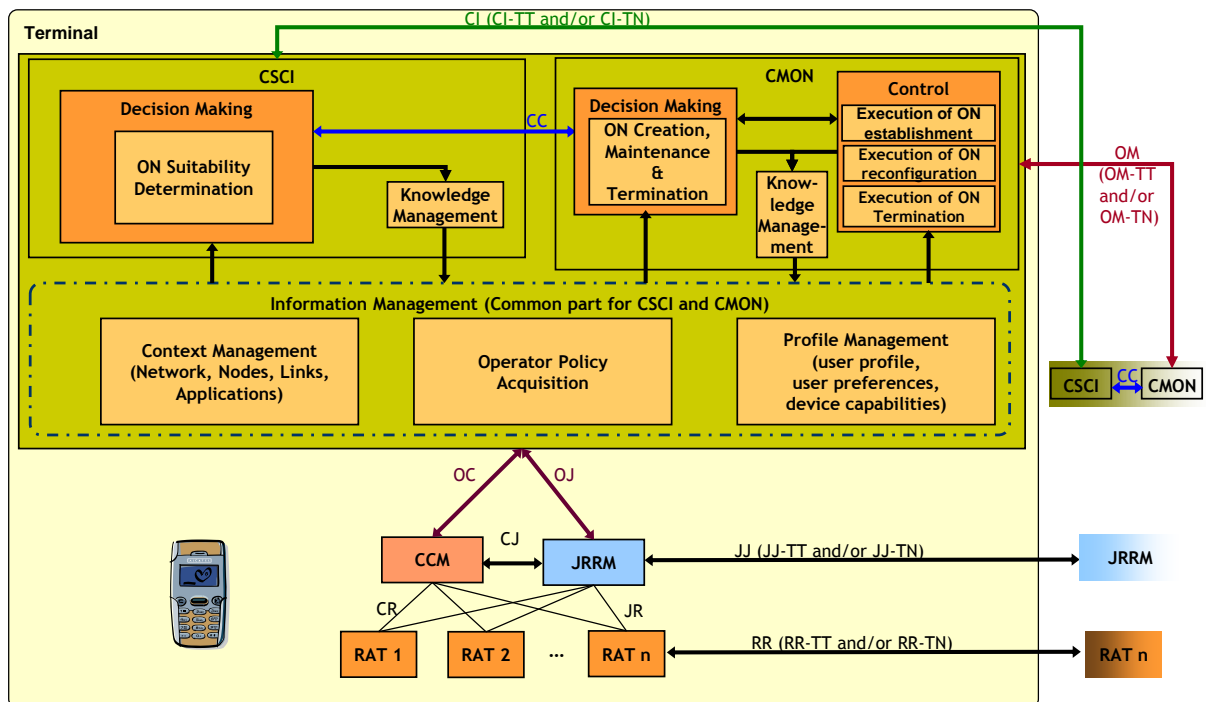 CI (CI-TT and/or CI-TN)
Terminal
CSCI
CMON
Decision Making
ON Suitability
Determination
Knowledge
Management
CC
Decision Making
ON Creation,
Maintenance
&
Termination
Know-
ledge
Manage-
ment
Control
Execution of ON
establishment
Execution of ON
reconfiguration
Execution of ON
Termination
OM
(OM-TT
and/or
OM-TN)
Information Management (Common part for CSCI and CMON)
Context Management
(Network, Nodes, Links,
Applications)
Operator Policy
Acquisition
Profile Management
(user profile,
user preferences,
device capabilities)
CSCI
CC
CMON
OC
OJ
CCM
CJ
JRRM
JJ (JJ-TT and/or JJ-TN)
JRRM
CR
JR
RAT 1
RAT 2
...
RAT n
RR (RR-TT and/or RR-TN)
RAT n